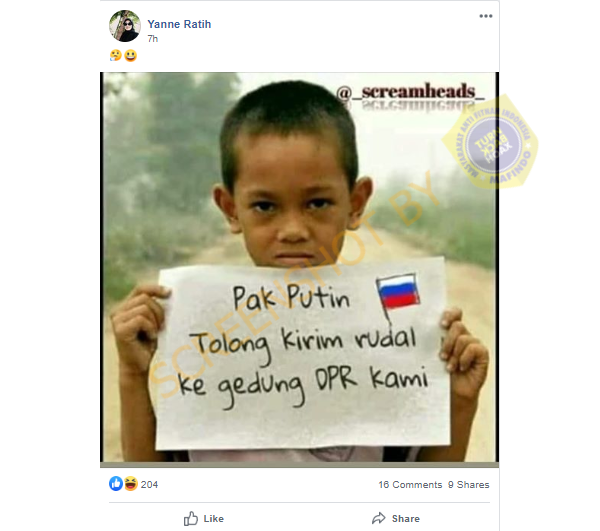 Yanne Ratih
7h
@_screamheads_
MASYARAKAT ANTI FITNAH INDONESIA
TURN BACK HOAX
MAFINDO
SCREENSHOT BY
Pak Putin
Tolong kirim rudal
ke gedung DPR kami
204
16 Comments 9 Shares
Like
Share